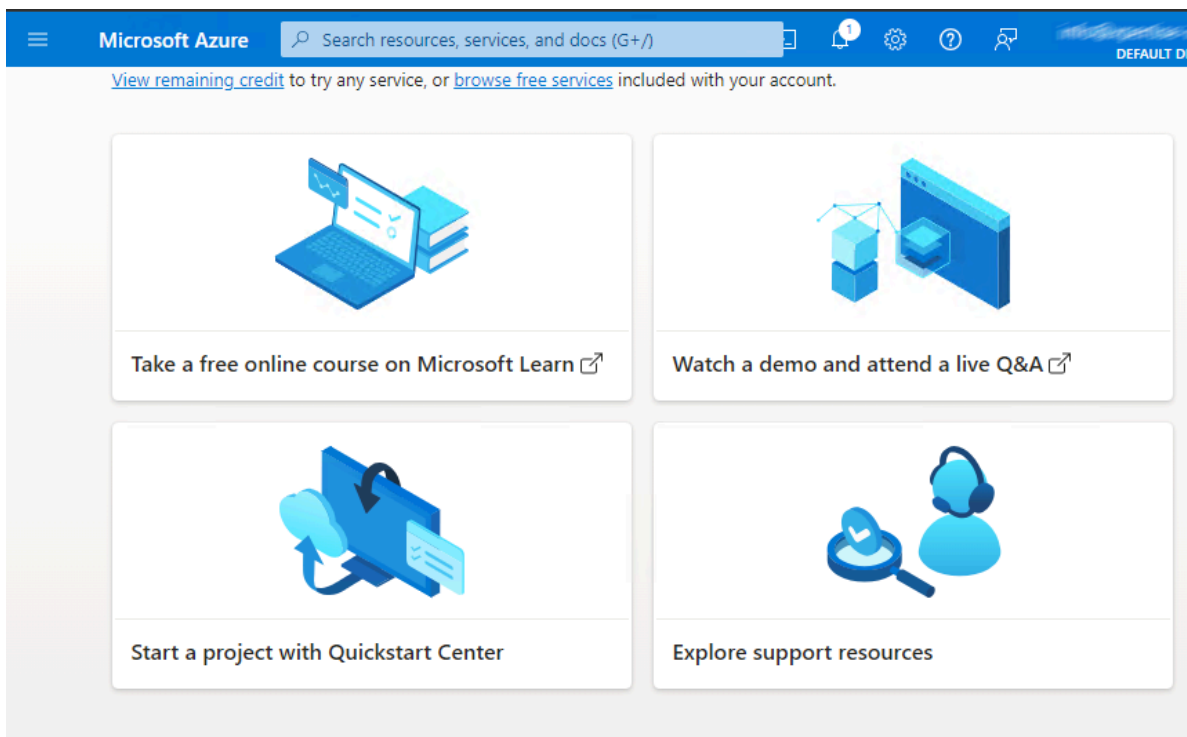 Microsoft Azure
Search resources, services, and docs (G+/)
1
DEFAULT
View remaining credit to try any service, or browse free services included with your account.
Take a free online course on Microsoft Learn
Watch a demo and attend a live Q&A
Start a project with Quickstart Center
Explore support resources